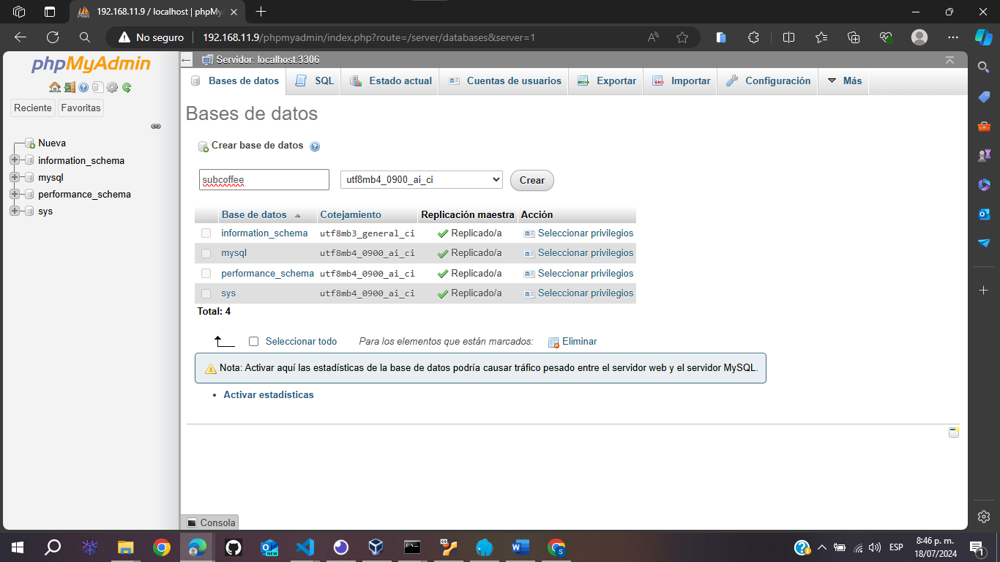 192.168.11.9 / localhost | phpMy
No seguro
192.168.11.9/phpmyadmin/index.php?route=/server/databases&server=1
phpMyAdmin
Reciente
Favoritas
Nueva
information_schema
mysql
performance_schema
sys
Servidor: localhost:3306
Bases de datos
SQL
Estado actual
Cuentas de usuarios
Exportar
Importar
Configuración
Más
Bases de datos
Crear base de datos
subcoffee
utf8mb4_0900_ai_ci
Crear
Base de datos Cotejamiento Replicación maestra Acción
information_schema utf8mb3_general_ci Replicado/a Seleccionar privilegios
mysql utf8mb4_0900_ai_ci Replicado/a Seleccionar privilegios
performance_schema utf8mb4_0900_ai_ci Replicado/a Seleccionar privilegios
sys utf8mb4_0900_ai_ci Replicado/a Seleccionar privilegios
Total: 4
Seleccionar todo Para los elementos que están marcados: Eliminar
Nota: Activar aquí las estadísticas de la base de datos podría causar tráfico pesado entre el servidor web y el servidor MySQL.
Activar estadísticas
Consola
ESP
8:46 p. m.
18/07/2024
1